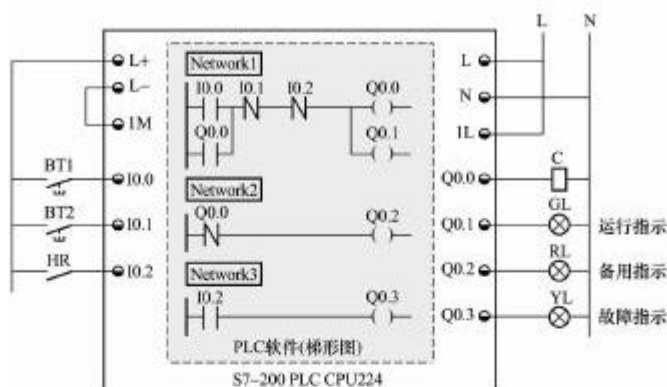 L N
L+
L-
1M
BT1
I0.0
BT2
I0.1
HR
I0.2
Network1
I0.0 I0.1 I0.2 Q0.0
Q0.0 Q0.1
Network2
Q0.0 Q0.2
Network3
I0.2 Q0.3
PLC软件(梯形图)
S7-200 PLC CPU224
L
N
1L
Q0.0 C
Q0.1 GL 运行指示
Q0.2 RL 备用指示
Q0.3 YL 故障指示